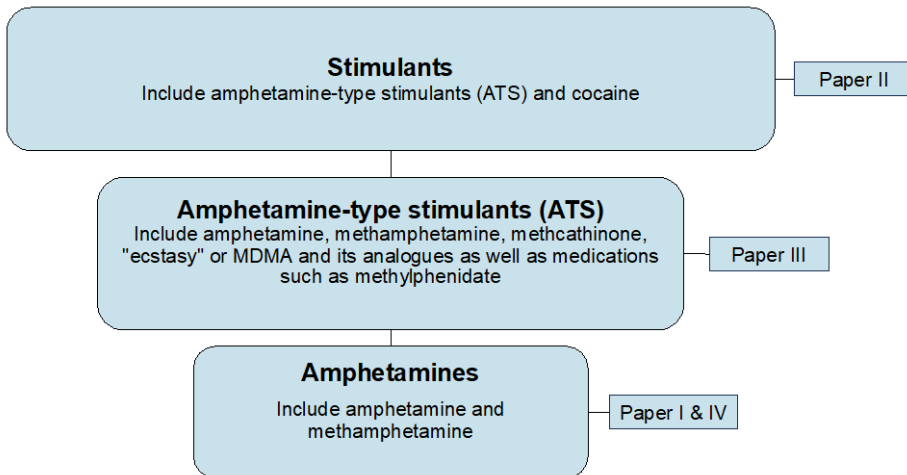 Stimulants
Include amphetamine-type stimulants (ATS) and cocaine
Paper II
Amphetamine-type stimulants (ATS)
Include amphetamine, methamphetamine, methcathinone,
"ecstasy" or MDMA and its analogues as well as medications
such as methylphenidate
Paper III
Amphetamines
Include amphetamine and
methamphetamine
Paper I & IV